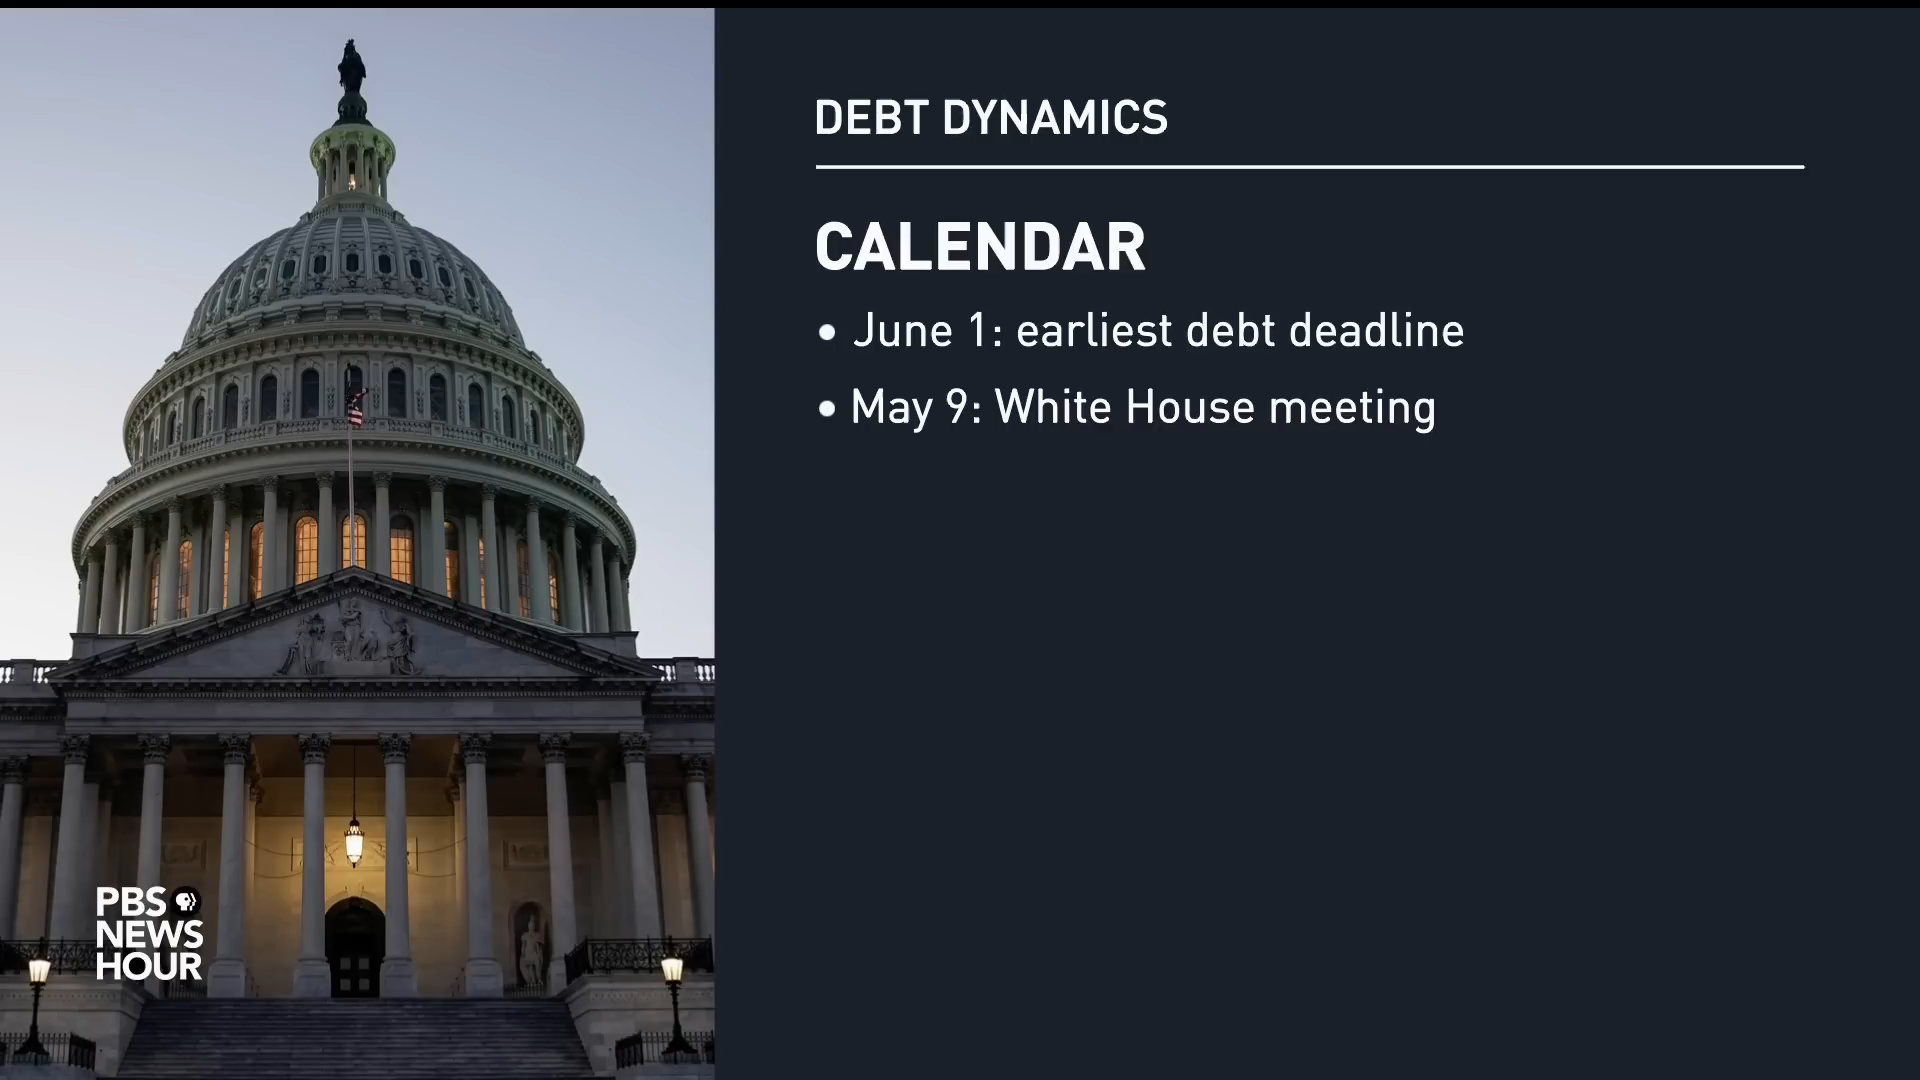 DEBT DYNAMICS
CALENDAR
• June 1: earliest debt deadline
• May 9: White House meeting
PBS
NEWS
HOUR